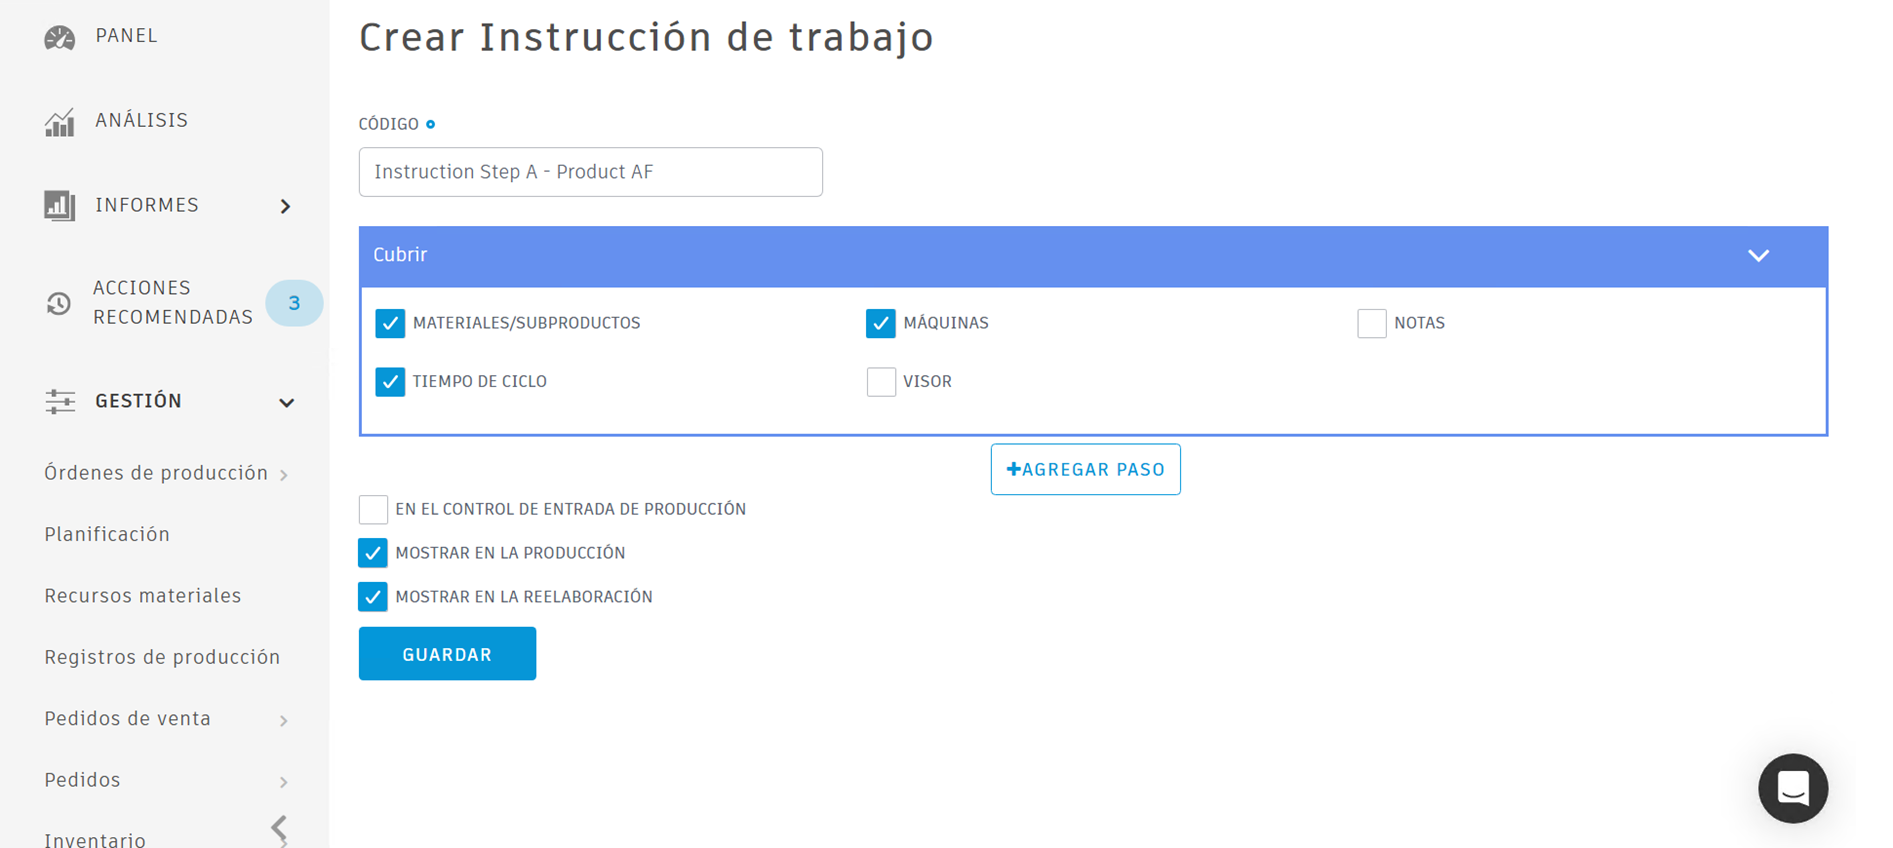 PANEL
ANÁLISIS
INFORMES
ACCIONES
RECOMENDADAS
3
GESTIÓN
Órdenes de producción
Planificación
Recursos materiales
Registros de producción
Pedidos de venta
Pedidos
Inventario
Crear Instrucción de trabajo
CÓDIGO
Instruction Step A - Product AF
Cubrir
MATERIALES/SUBPRODUCTOS
MÁQUINAS
NOTAS
TIEMPO DE CICLO
VISOR
+AGREGAR PASO
EN EL CONTROL DE ENTRADA DE PRODUCCIÓN
MOSTRAR EN LA PRODUCCIÓN
MOSTRAR EN LA REELABORACIÓN
GUARDAR